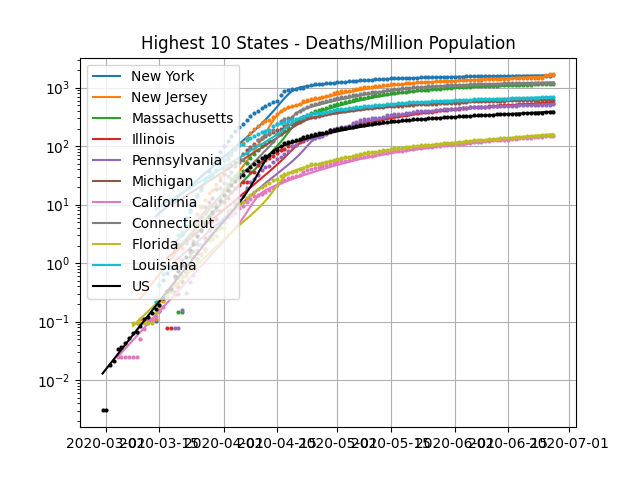 Highest 10 States - Deaths/Million Population
New York
New Jersey
Massachusetts
Illinois
Pennsylvania
Michigan
California
Connecticut
Florida
Louisiana
US
10³
10²
10¹
10⁰
10⁻¹
10⁻²
2020-03-01 2020-03-15 2020-04-01 2020-04-15 2020-05-01 2020-05-15 2020-06-01 2020-06-15 2020-07-01